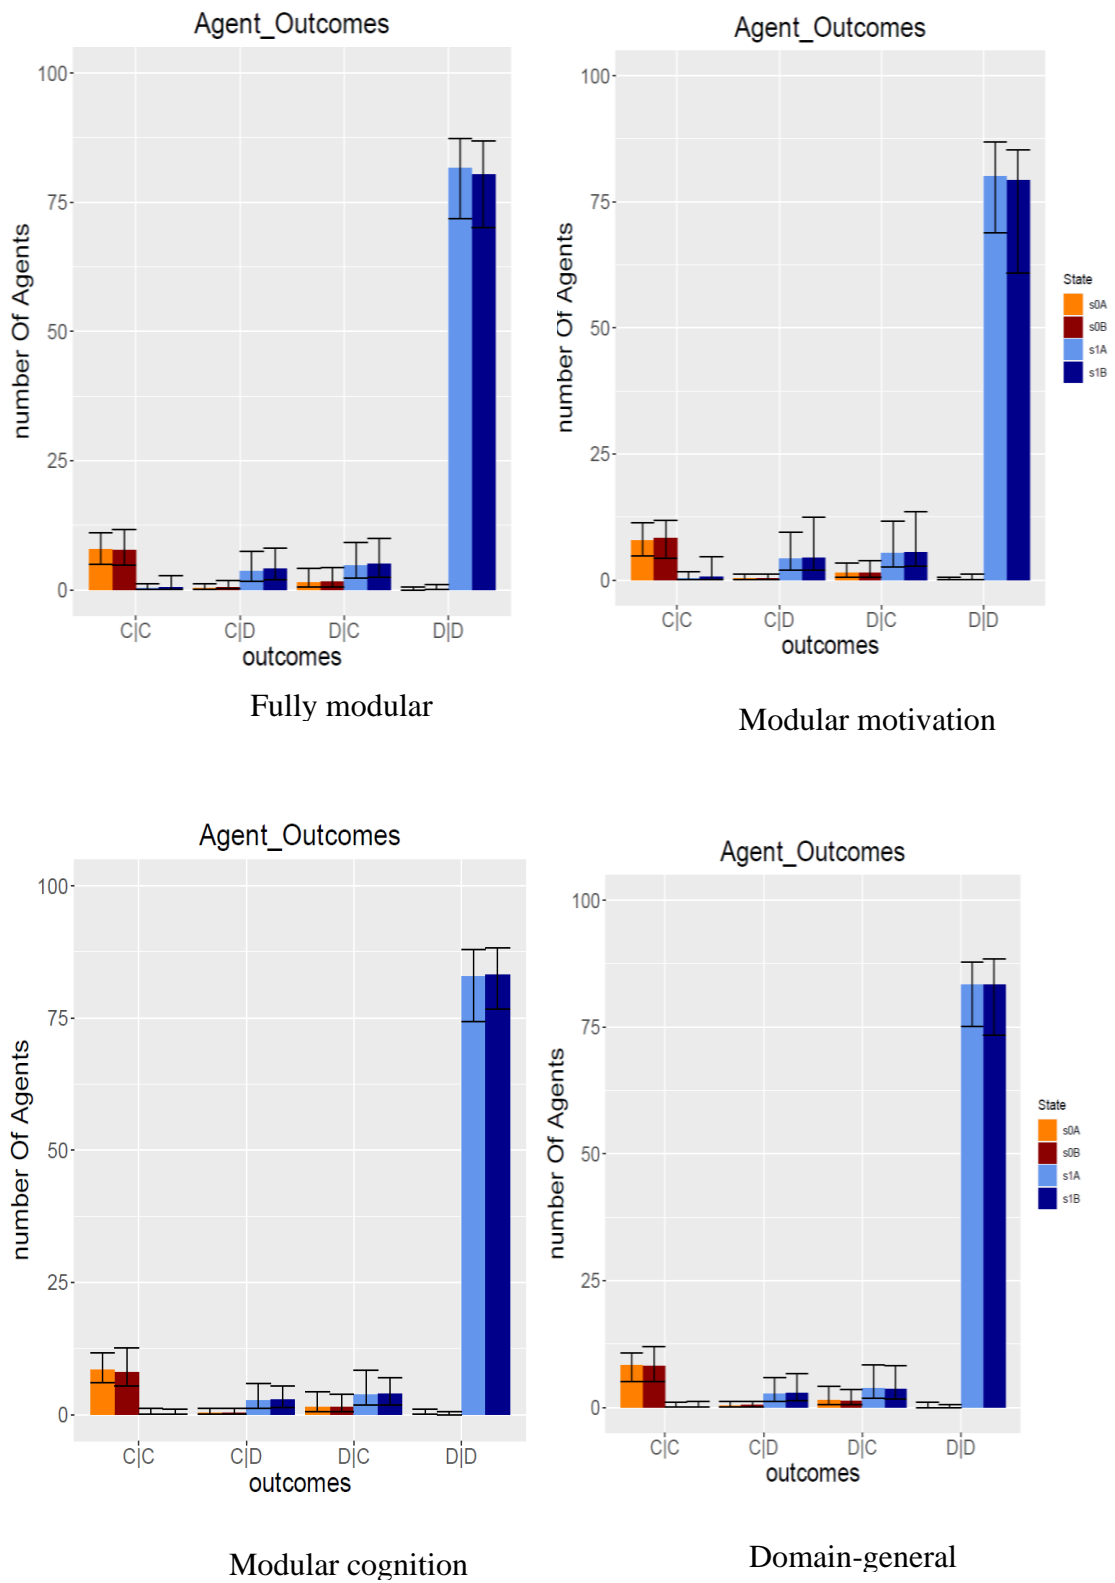 Agent_Outcomes
number Of Agents
100
75
50
25
0
C|C C|D D|C D|D
outcomes
Fully modular
Agent_Outcomes
number Of Agents
100
75
50
25
0
C|C C|D D|C D|D
outcomes
State
s0A
s0B
s1A
s1B
Modular motivation
Agent_Outcomes
number Of Agents
100
75
50
25
0
C|C C|D D|C D|D
outcomes
Modular cognition
Agent_Outcomes
number Of Agents
100
75
50
25
0
C|C C|D D|C D|D
outcomes
State
s0A
s0B
s1A
s1B
Domain-general